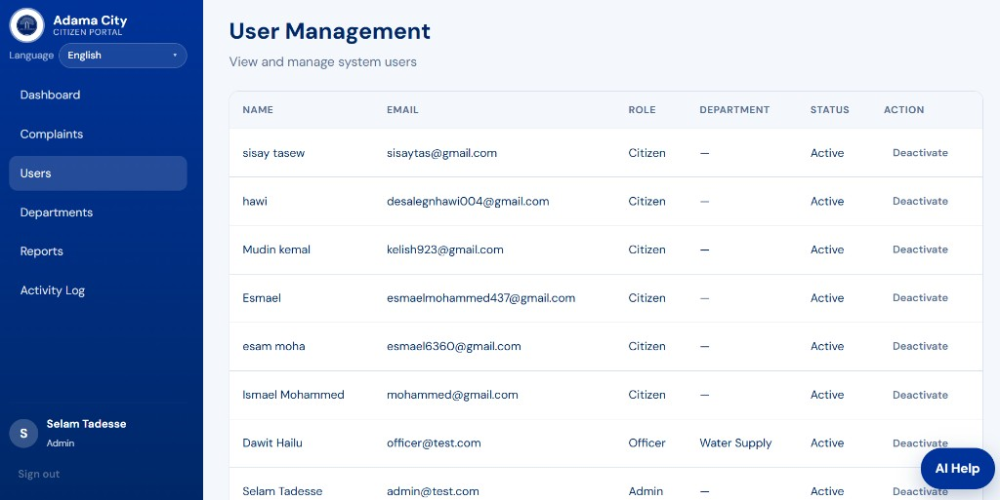 Adama City
CITIZEN PORTAL
Language English
Dashboard
Complaints
Users
Departments
Reports
Activity Log
S
Selam Tadesse
Admin
Sign out
User Management
View and manage system users
NAME EMAIL ROLE DEPARTMENT STATUS ACTION
sisay tasew sisaytas@gmail.com Citizen — Active Deactivate
hawi desalegnhawi004@gmail.com Citizen — Active Deactivate
Mudin kemal kelish923@gmail.com Citizen — Active Deactivate
Esmael esmaelmohammed437@gmail.com Citizen — Active Deactivate
esam moha esmael6360@gmail.com Citizen — Active Deactivate
Ismael Mohammed mohammed@gmail.com Citizen — Active Deactivate
Dawit Hailu officer@test.com Officer Water Supply Active Deactivate
Selam Tadesse admin@test.com Admin — Active Deactivate
AI Help